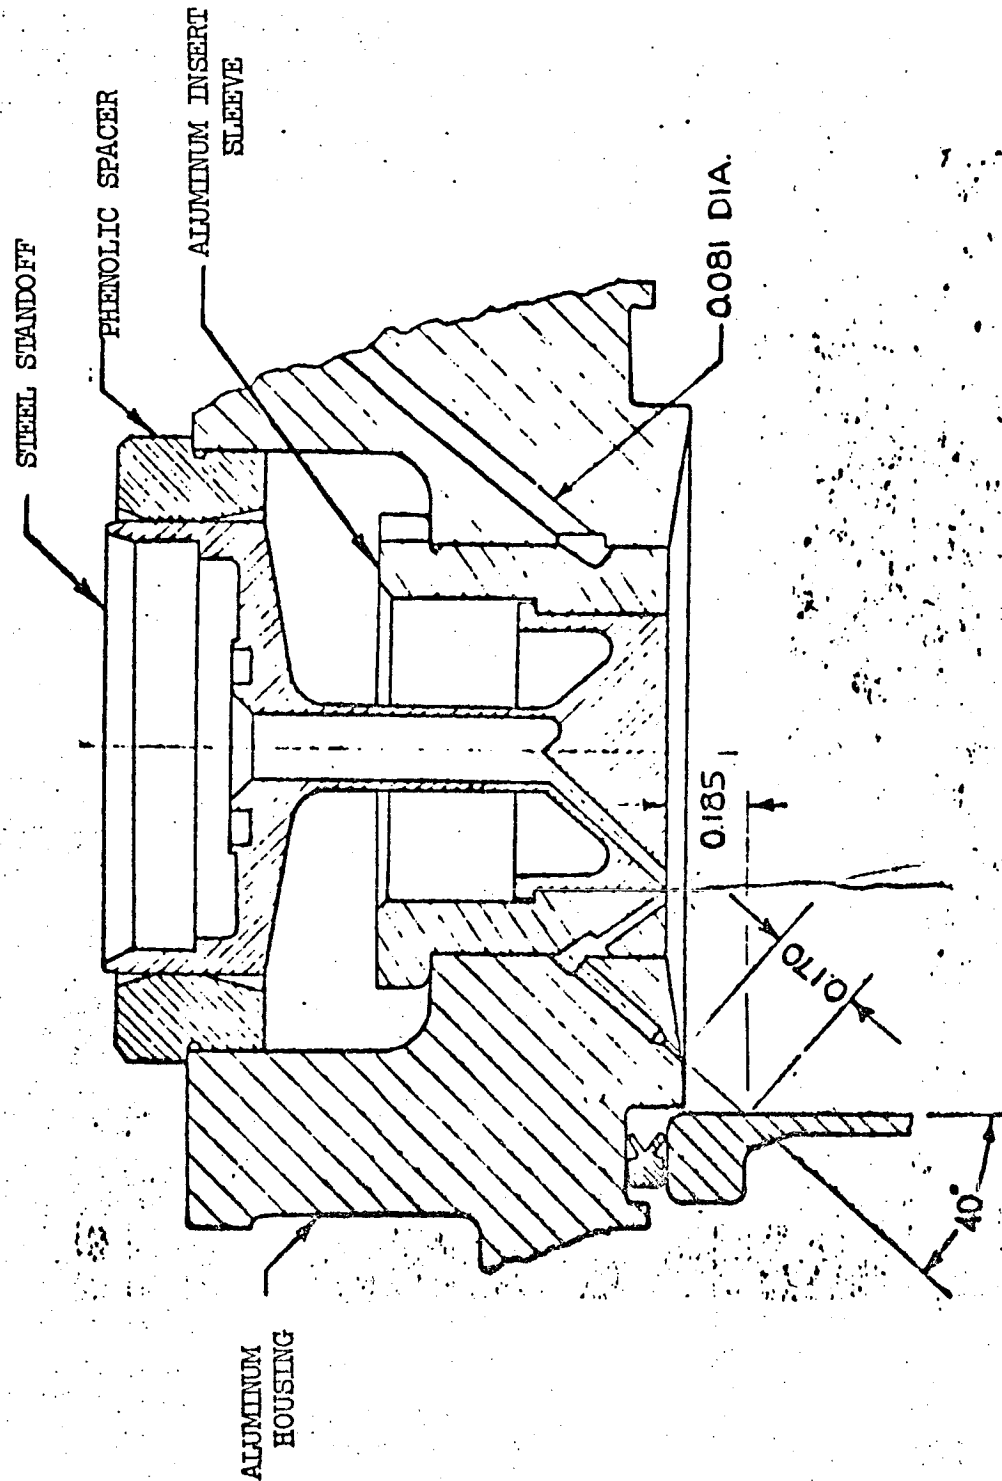 STEEL STANDOFF
PHENOLIC SPACER
ALUMINUM INSERT
SLEEVE
0.081 DIA.
0.185
0.170
40°
ALUMINUM
HOUSING